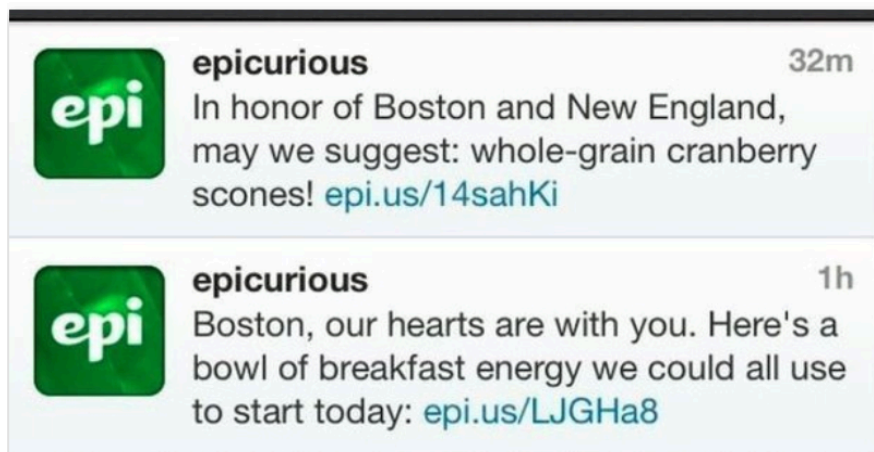 epi
epicurious 32m
In honor of Boston and New England,
may we suggest: whole-grain cranberry
scones! epi.us/14sahKi
epi
epicurious 1h
Boston, our hearts are with you. Here's a
bowl of breakfast energy we could all use
to start today: epi.us/LJGHa8